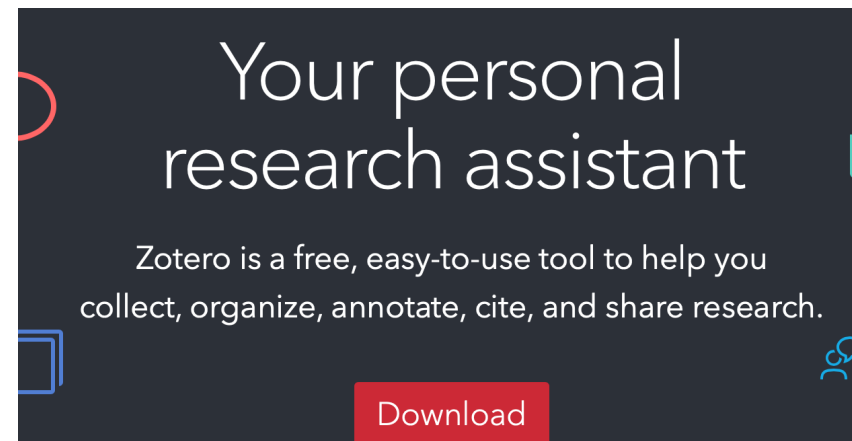 Your personal
research assistant
Zotero is a free, easy-to-use tool to help you
collect, organize, annotate, cite, and share research.
Download